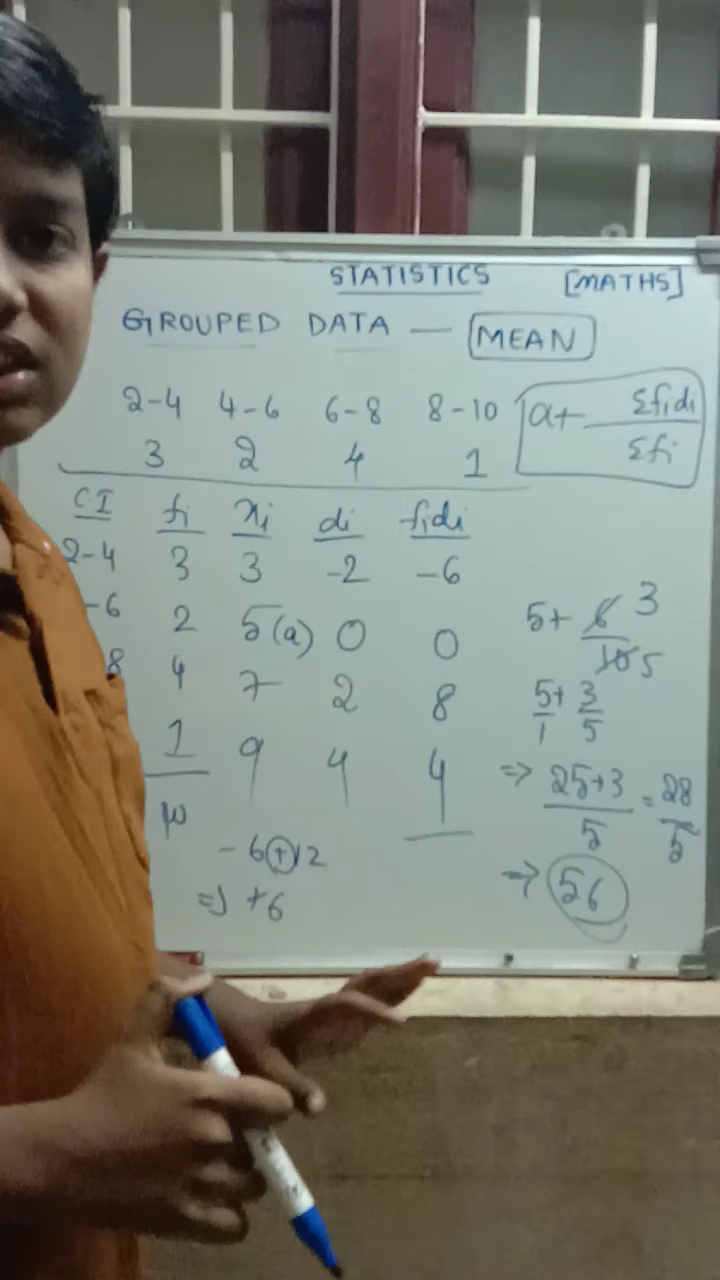 STATISTICS [MATHS]
GROUPED DATA — MEAN
2-4 4-6 6-8 8-10
3 2 4 1
a+ Σfidi / Σfi
CI fi xi di fidi
2-4 3 3 -2 -6
-6 2 5(a) 0 0
8 4 7 2 8
1 9 4 4
10
-6+12
=> +6
5+ 6 3 / 10 5
5/1 + 3/5
=> 25+3 / 5 = 28/5
=> 56